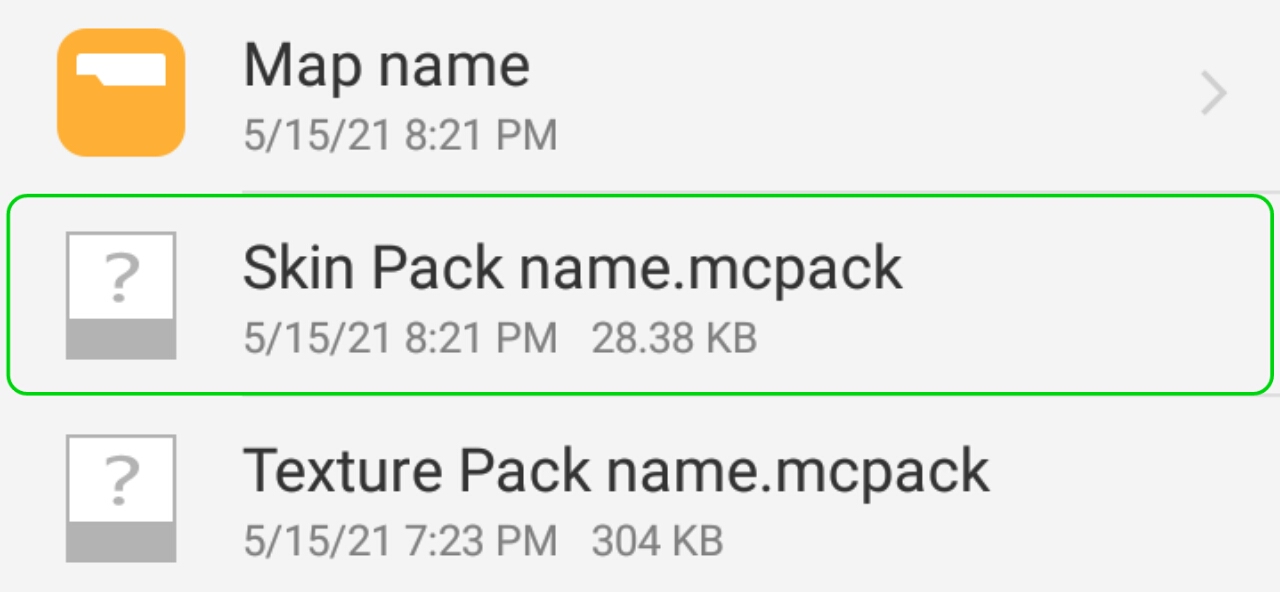 Map name
5/15/21 8:21 PM
Skin Pack name.mcpack
5/15/21 8:21 PM 28.38 KB
Texture Pack name.mcpack
5/15/21 7:23 PM 304 KB